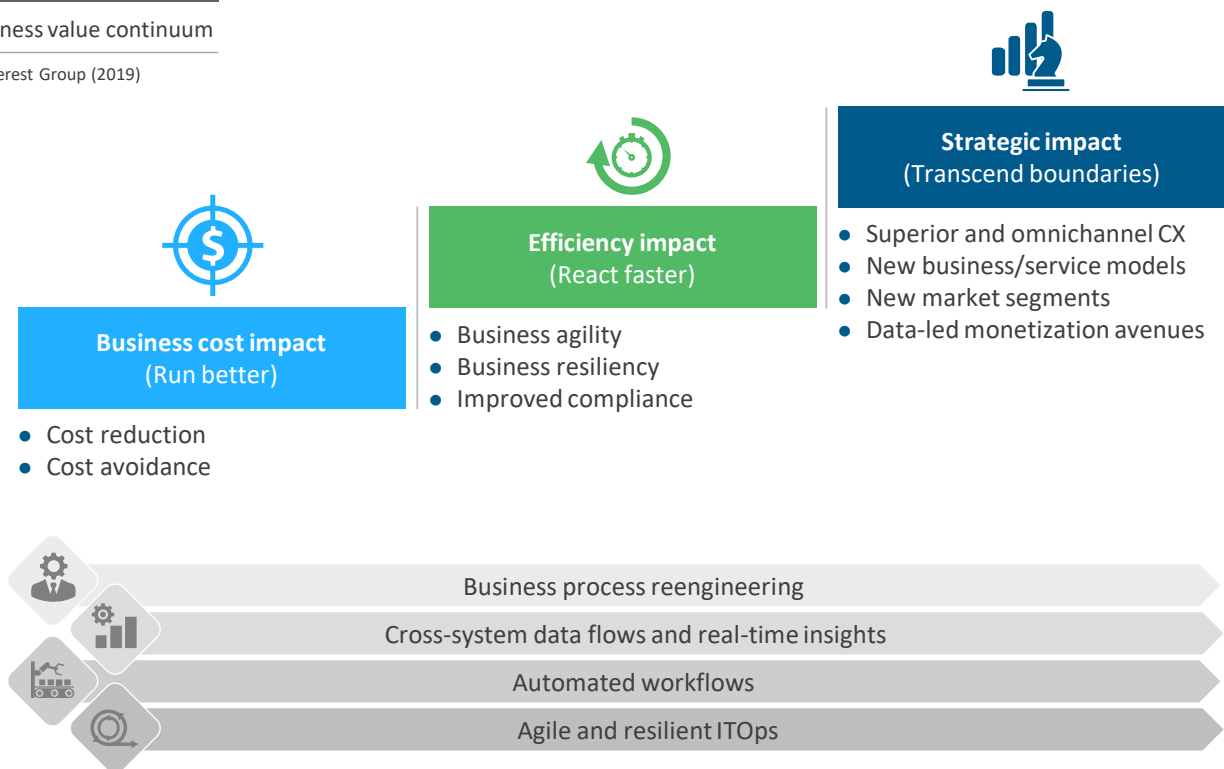 ness value continuum
erest Group (2019)
Strategic impact
(Transcend boundaries)
● Superior and omnichannel CX
● New business/service models
● New market segments
● Data-led monetization avenues
Efficiency impact
(React faster)
● Business agility
● Business resiliency
● Improved compliance
$
Business cost impact
(Run better)
● Cost reduction
● Cost avoidance
Business process reengineering
Cross-system data flows and real-time insights
Automated workflows
Agile and resilient ITOps